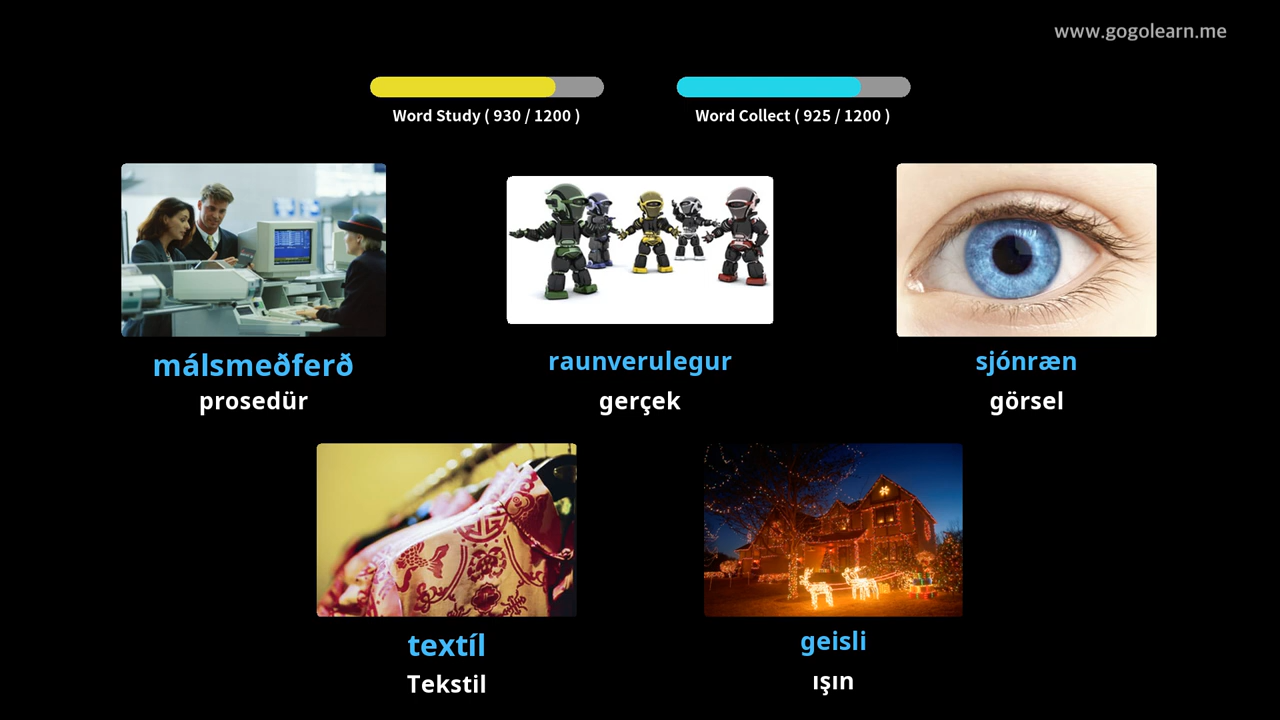 www.gogolearn.me
Word Study ( 930 / 1200 )
Word Collect ( 925 / 1200 )
málsmeðferð
prosedür
raunverulegur
gerçek
sjónræn
görsel
textíl
Tekstil
geisli
ışın